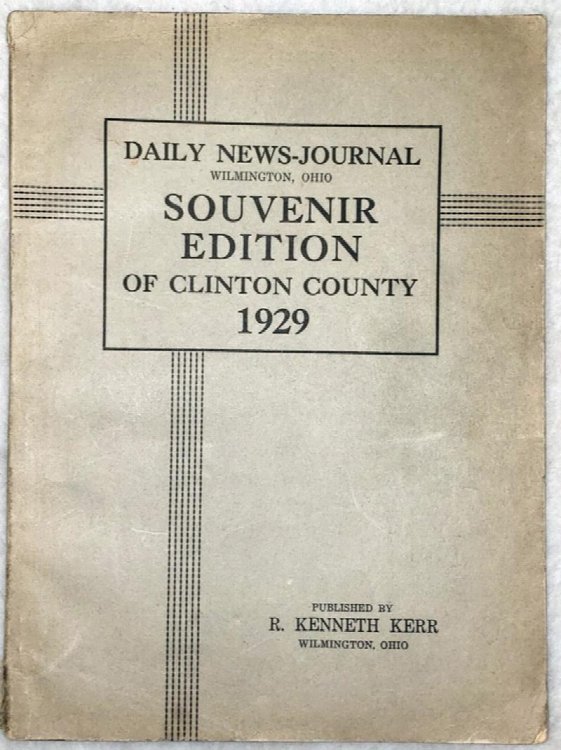 DAILY NEWS-JOURNAL
WILMINGTON, OHIO
SOUVENIR
EDITION
OF CLINTON COUNTY
1929
PUBLISHED BY
R. KENNETH KERR
WILMINGTON, OHIO